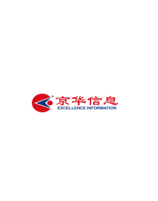 京华信息
EXCELLENCE INFORMATION